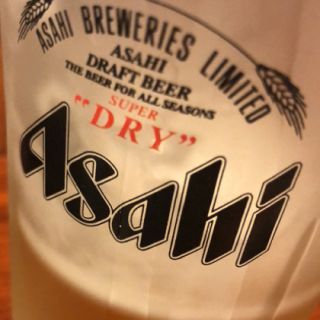 ASAHI BREWERIES LIMITED
ASAHI
DRAFT BEER
THE BEER FOR ALL SEASONS
SUPER
"DRY"
Asahi